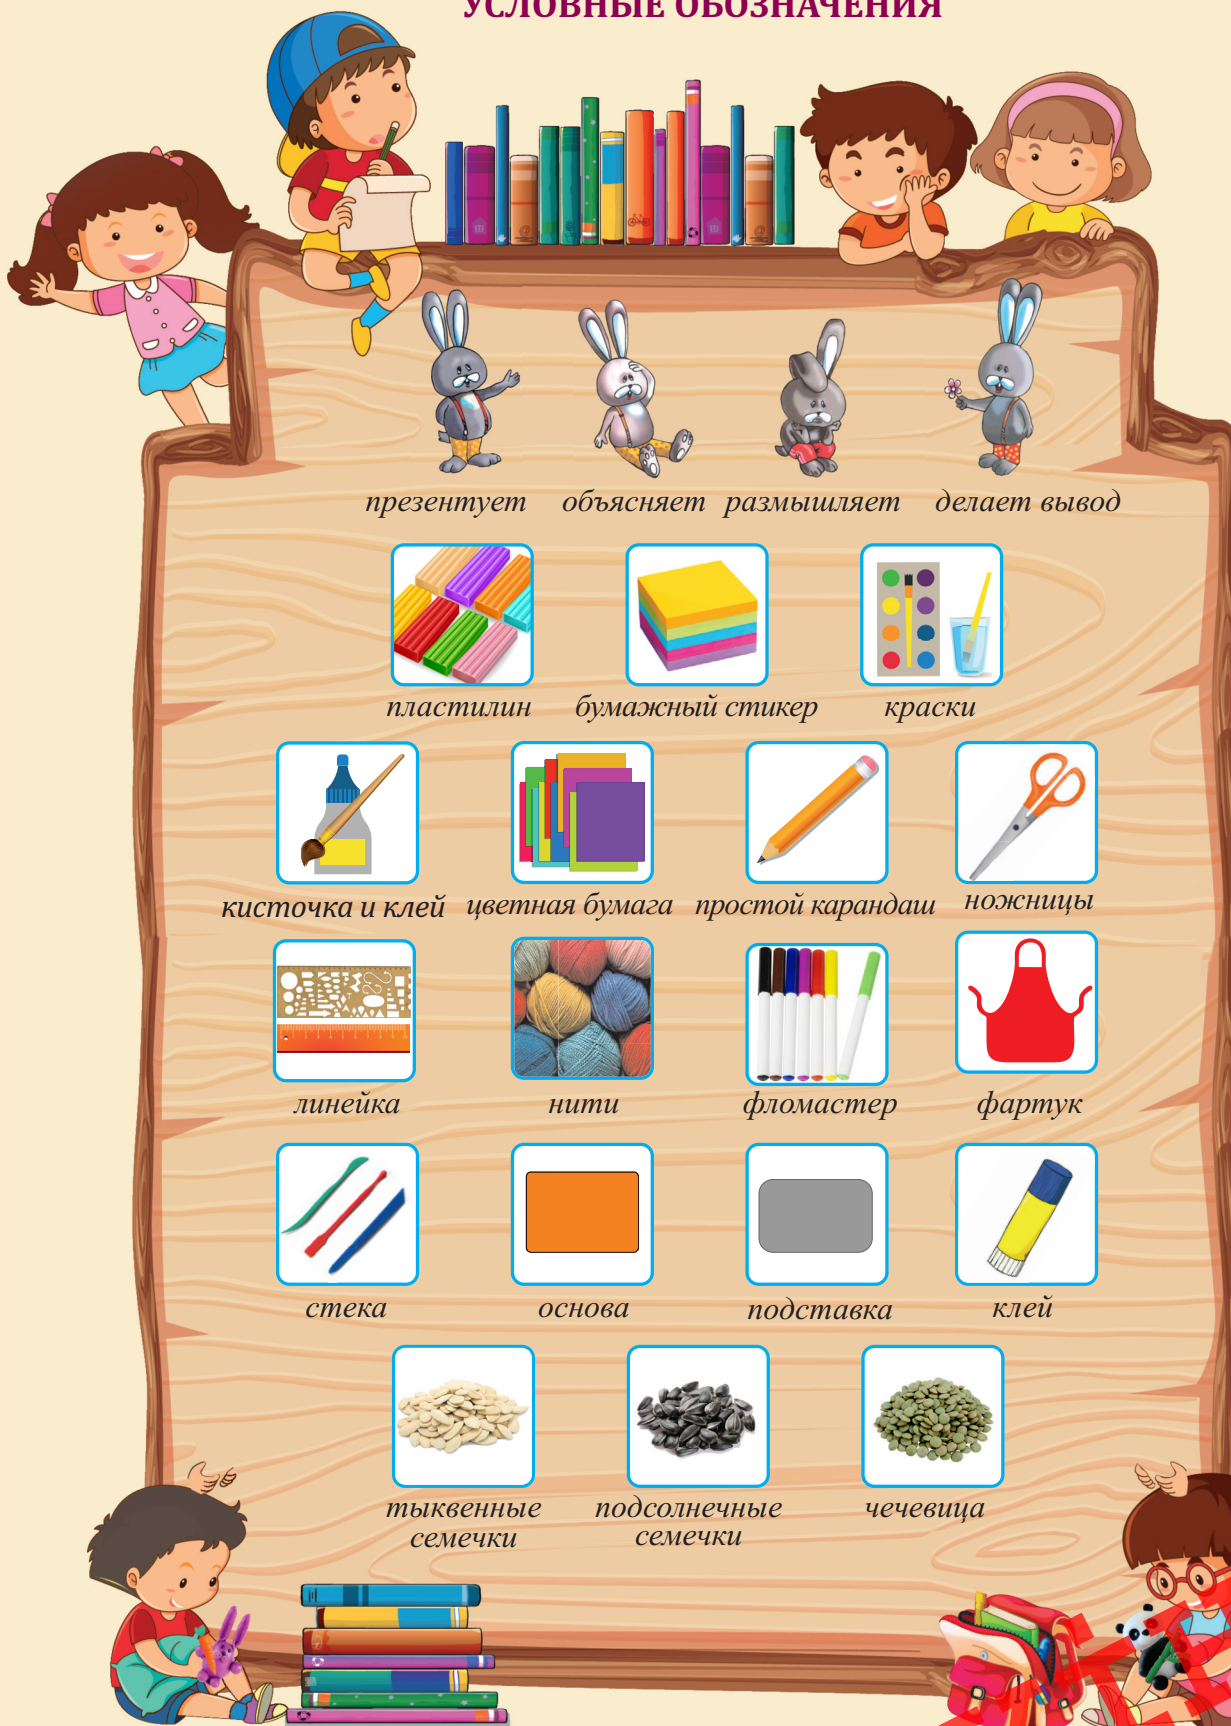 УСЛОВНЫЕ ОБОЗНАЧЕНИЯ
презентует объясняет размышляет делает вывод
пластилин бумажный стикер краски
кисточка и клей цветная бумага простой карандаш ножницы
линейка нити фломастер фартук
стека основа подставка клей
тыквенные семечки подсолнечные семечки чечевица